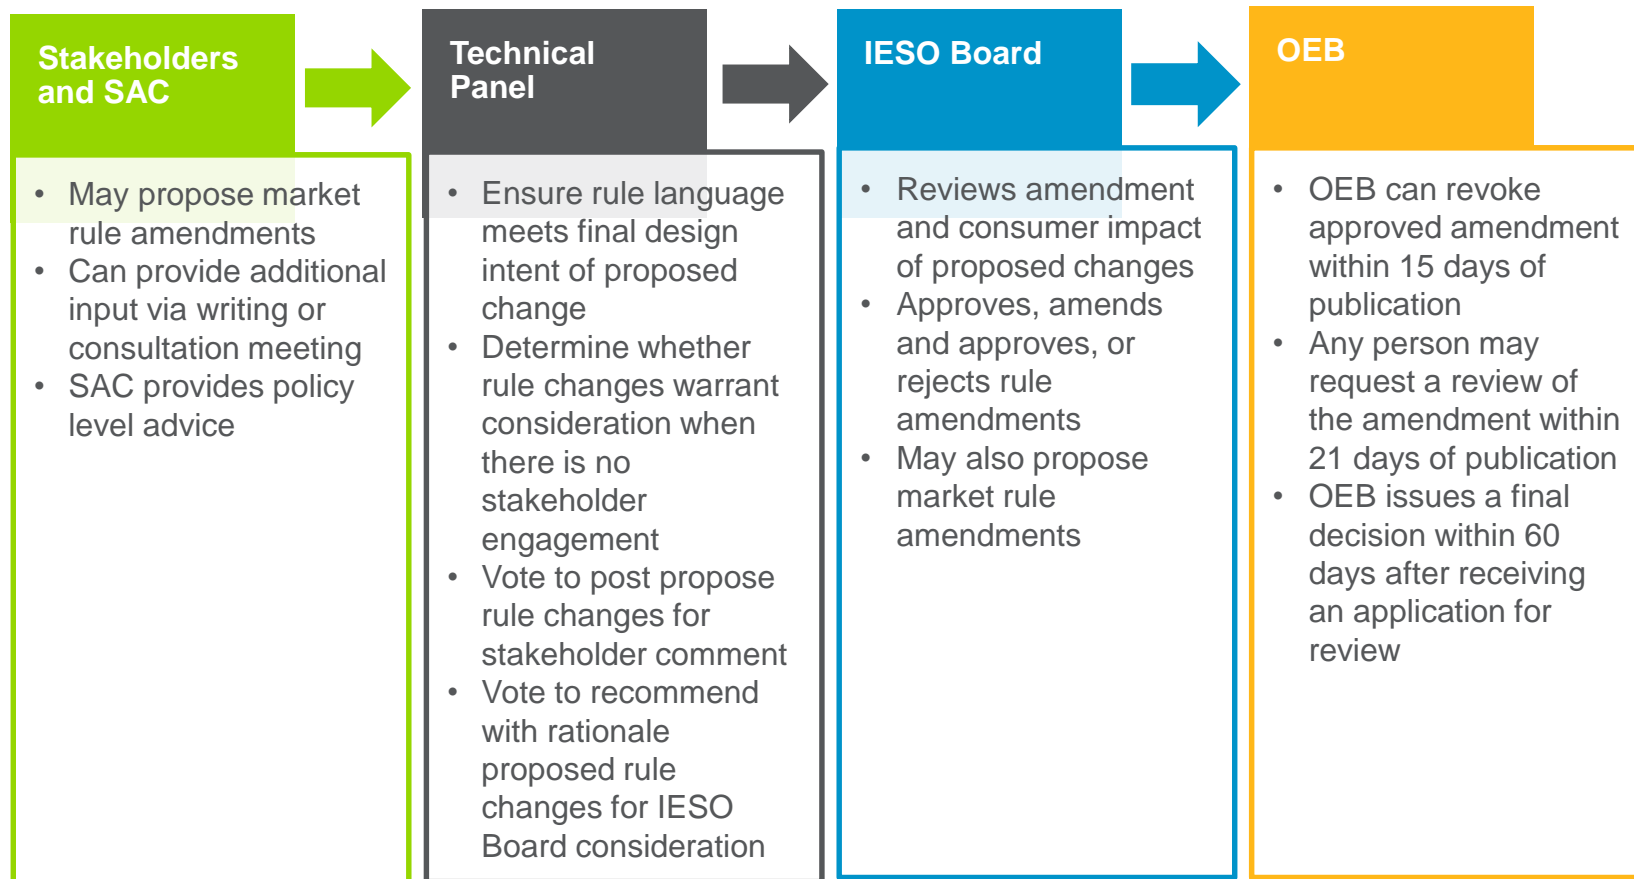 Stakeholders
and SAC
• May propose market
rule amendments
• Can provide additional
input via writing or
consultation meeting
• SAC provides policy
level advice
Technical
Panel
• Ensure rule language
meets final design
intent of proposed
change
• Determine whether
rule changes warrant
consideration when
there is no
stakeholder
engagement
• Vote to post propose
rule changes for
stakeholder comment
• Vote to recommend
with rationale
proposed rule
changes for IESO
Board consideration
IESO Board
• Reviews amendment
and consumer impact
of proposed changes
• Approves, amends
and approves, or
rejects rule
amendments
• May also propose
market rule
amendments
OEB
• OEB can revoke
approved amendment
within 15 days of
publication
• Any person may
request a review of
the amendment within
21 days of publication
• OEB issues a final
decision within 60
days after receiving
an application for
review